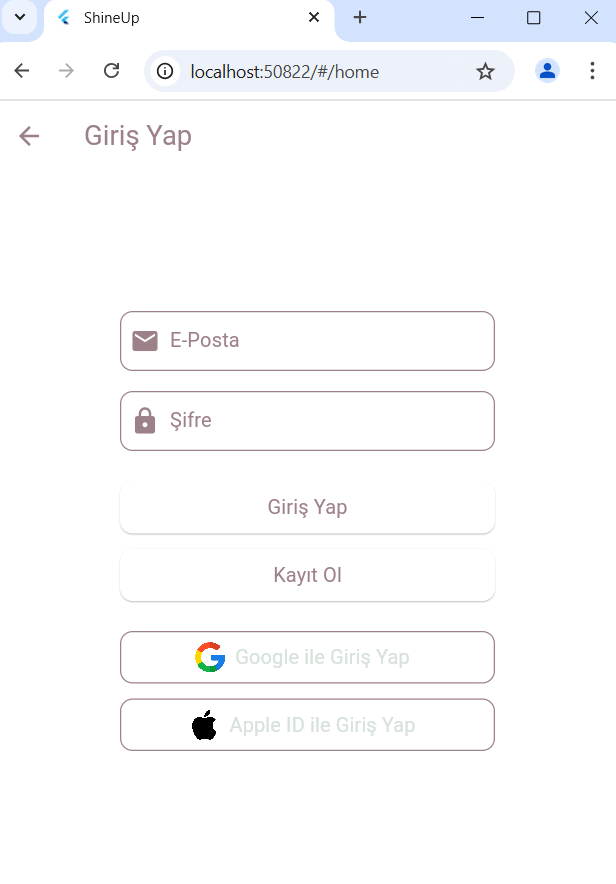 ShineUp
localhost:50822/#/home
Giriş Yap
E-Posta
Şifre
Giriş Yap
Kayıt Ol
Google ile Giriş Yap
Apple ID ile Giriş Yap